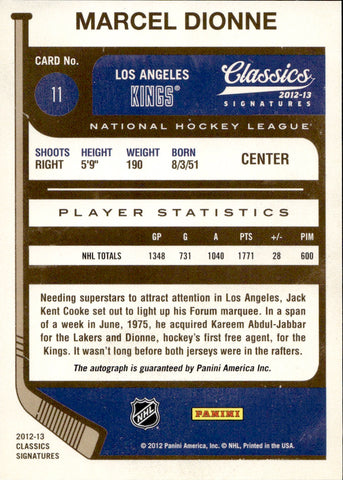 MARCEL DIONNE
CARD No.
11
LOS ANGELES
KINGS®
Classics
2012-13
SIGNATURES
NATIONAL HOCKEY LEAGUE
SHOOTS HEIGHT WEIGHT BORN
RIGHT 5'9" 190 8/3/51
CENTER
PLAYER STATISTICS
GP G A PTS +/- PIM
NHL TOTALS 1348 731 1040 1771 28 600
Needing superstars to attract attention in Los Angeles, Jack
Kent Cooke set out to light up his Forum marquee. In a span
of a week in June, 1975, he acquired Kareem Abdul-Jabbar
for the Lakers and Dionne, hockey's first free agent, for
the Kings. It wasn't long before both jerseys were in the rafters.
The autograph is guaranteed by Panini America Inc.
NHL
PANINI
2012-13
CLASSICS
SIGNATURES
© 2012 Panini America, Inc. © NHL, Printed in the USA.